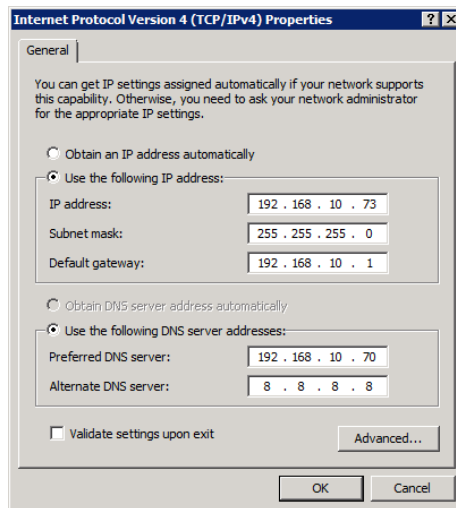 Internet Protocol Version 4 (TCP/IPv4) Properties
General
You can get IP settings assigned automatically if your network supports
this capability. Otherwise, you need to ask your network administrator
for the appropriate IP settings.
Obtain an IP address automatically
Use the following IP address:
IP address: 192 . 168 . 10 . 73
Subnet mask: 255 . 255 . 255 . 0
Default gateway: 192 . 168 . 10 . 1
Obtain DNS server address automatically
Use the following DNS server addresses:
Preferred DNS server: 192 . 168 . 10 . 70
Alternate DNS server: 8 . 8 . 8 . 8
Validate settings upon exit
Advanced...
OK Cancel